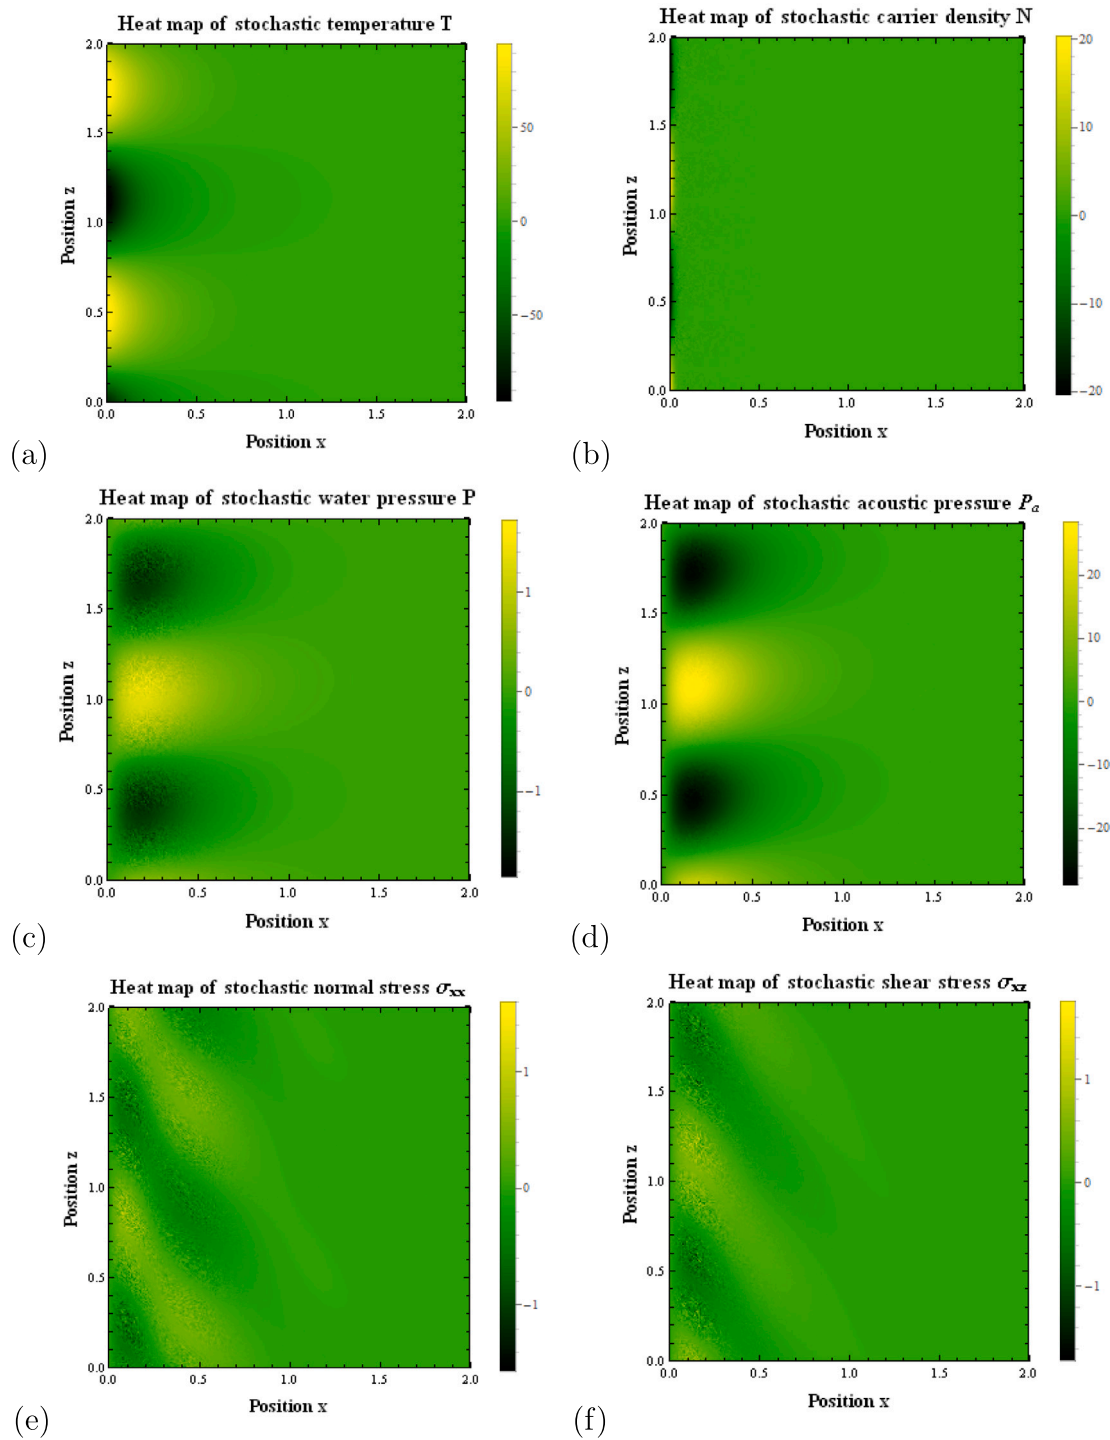 Heat map of stochastic temperature T
Heat map of stochastic carrier density N
2.0
1.5
1.0
0.5
0.0
0.0 0.5 1.0 1.5 2.0
Position z
Position x
50
0
−50
2.0
1.5
1.0
0.5
0.0
0.0 0.5 1.0 1.5 2.0
Position z
Position x
20
10
0
−10
−20
(a)
(b)
Heat map of stochastic water pressure P
Heat map of stochastic acoustic pressure Pa
2.0
1.5
1.0
0.5
0.0
0.0 0.5 1.0 1.5 2.0
Position z
Position x
1
0
−1
2.0
1.5
1.0
0.5
0.0
0.0 0.5 1.0 1.5 2.0
Position z
Position x
20
10
0
−10
−20
(c)
(d)
Heat map of stochastic normal stress σxx
Heat map of stochastic shear stress σxz
2.0
1.5
1.0
0.5
0.0
0.0 0.5 1.0 1.5 2.0
Position z
Position x
1
0
−1
2.0
1.5
1.0
0.5
0.0
0.0 0.5 1.0 1.5 2.0
Position z
Position x
1
0
−1
(e)
(f)